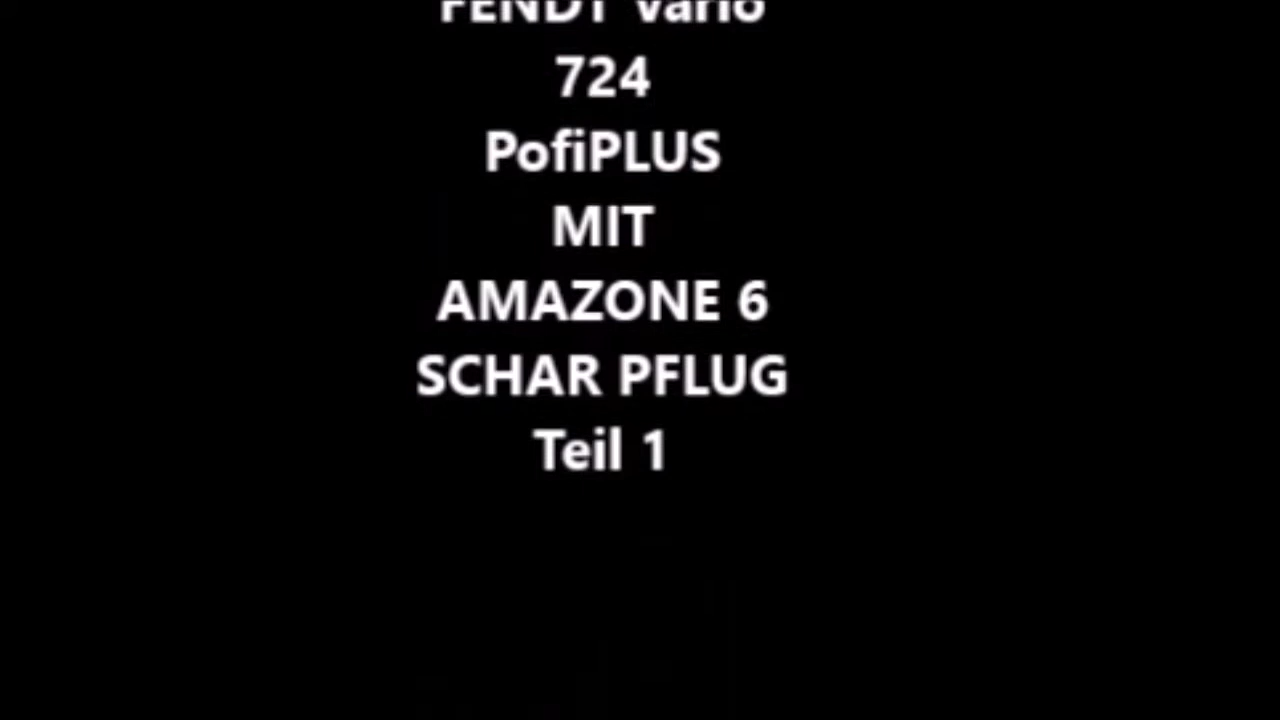 FENDT Vario
724
PofiPLUS
MIT
AMAZONE 6
SCHAR PFLUG
Teil 1